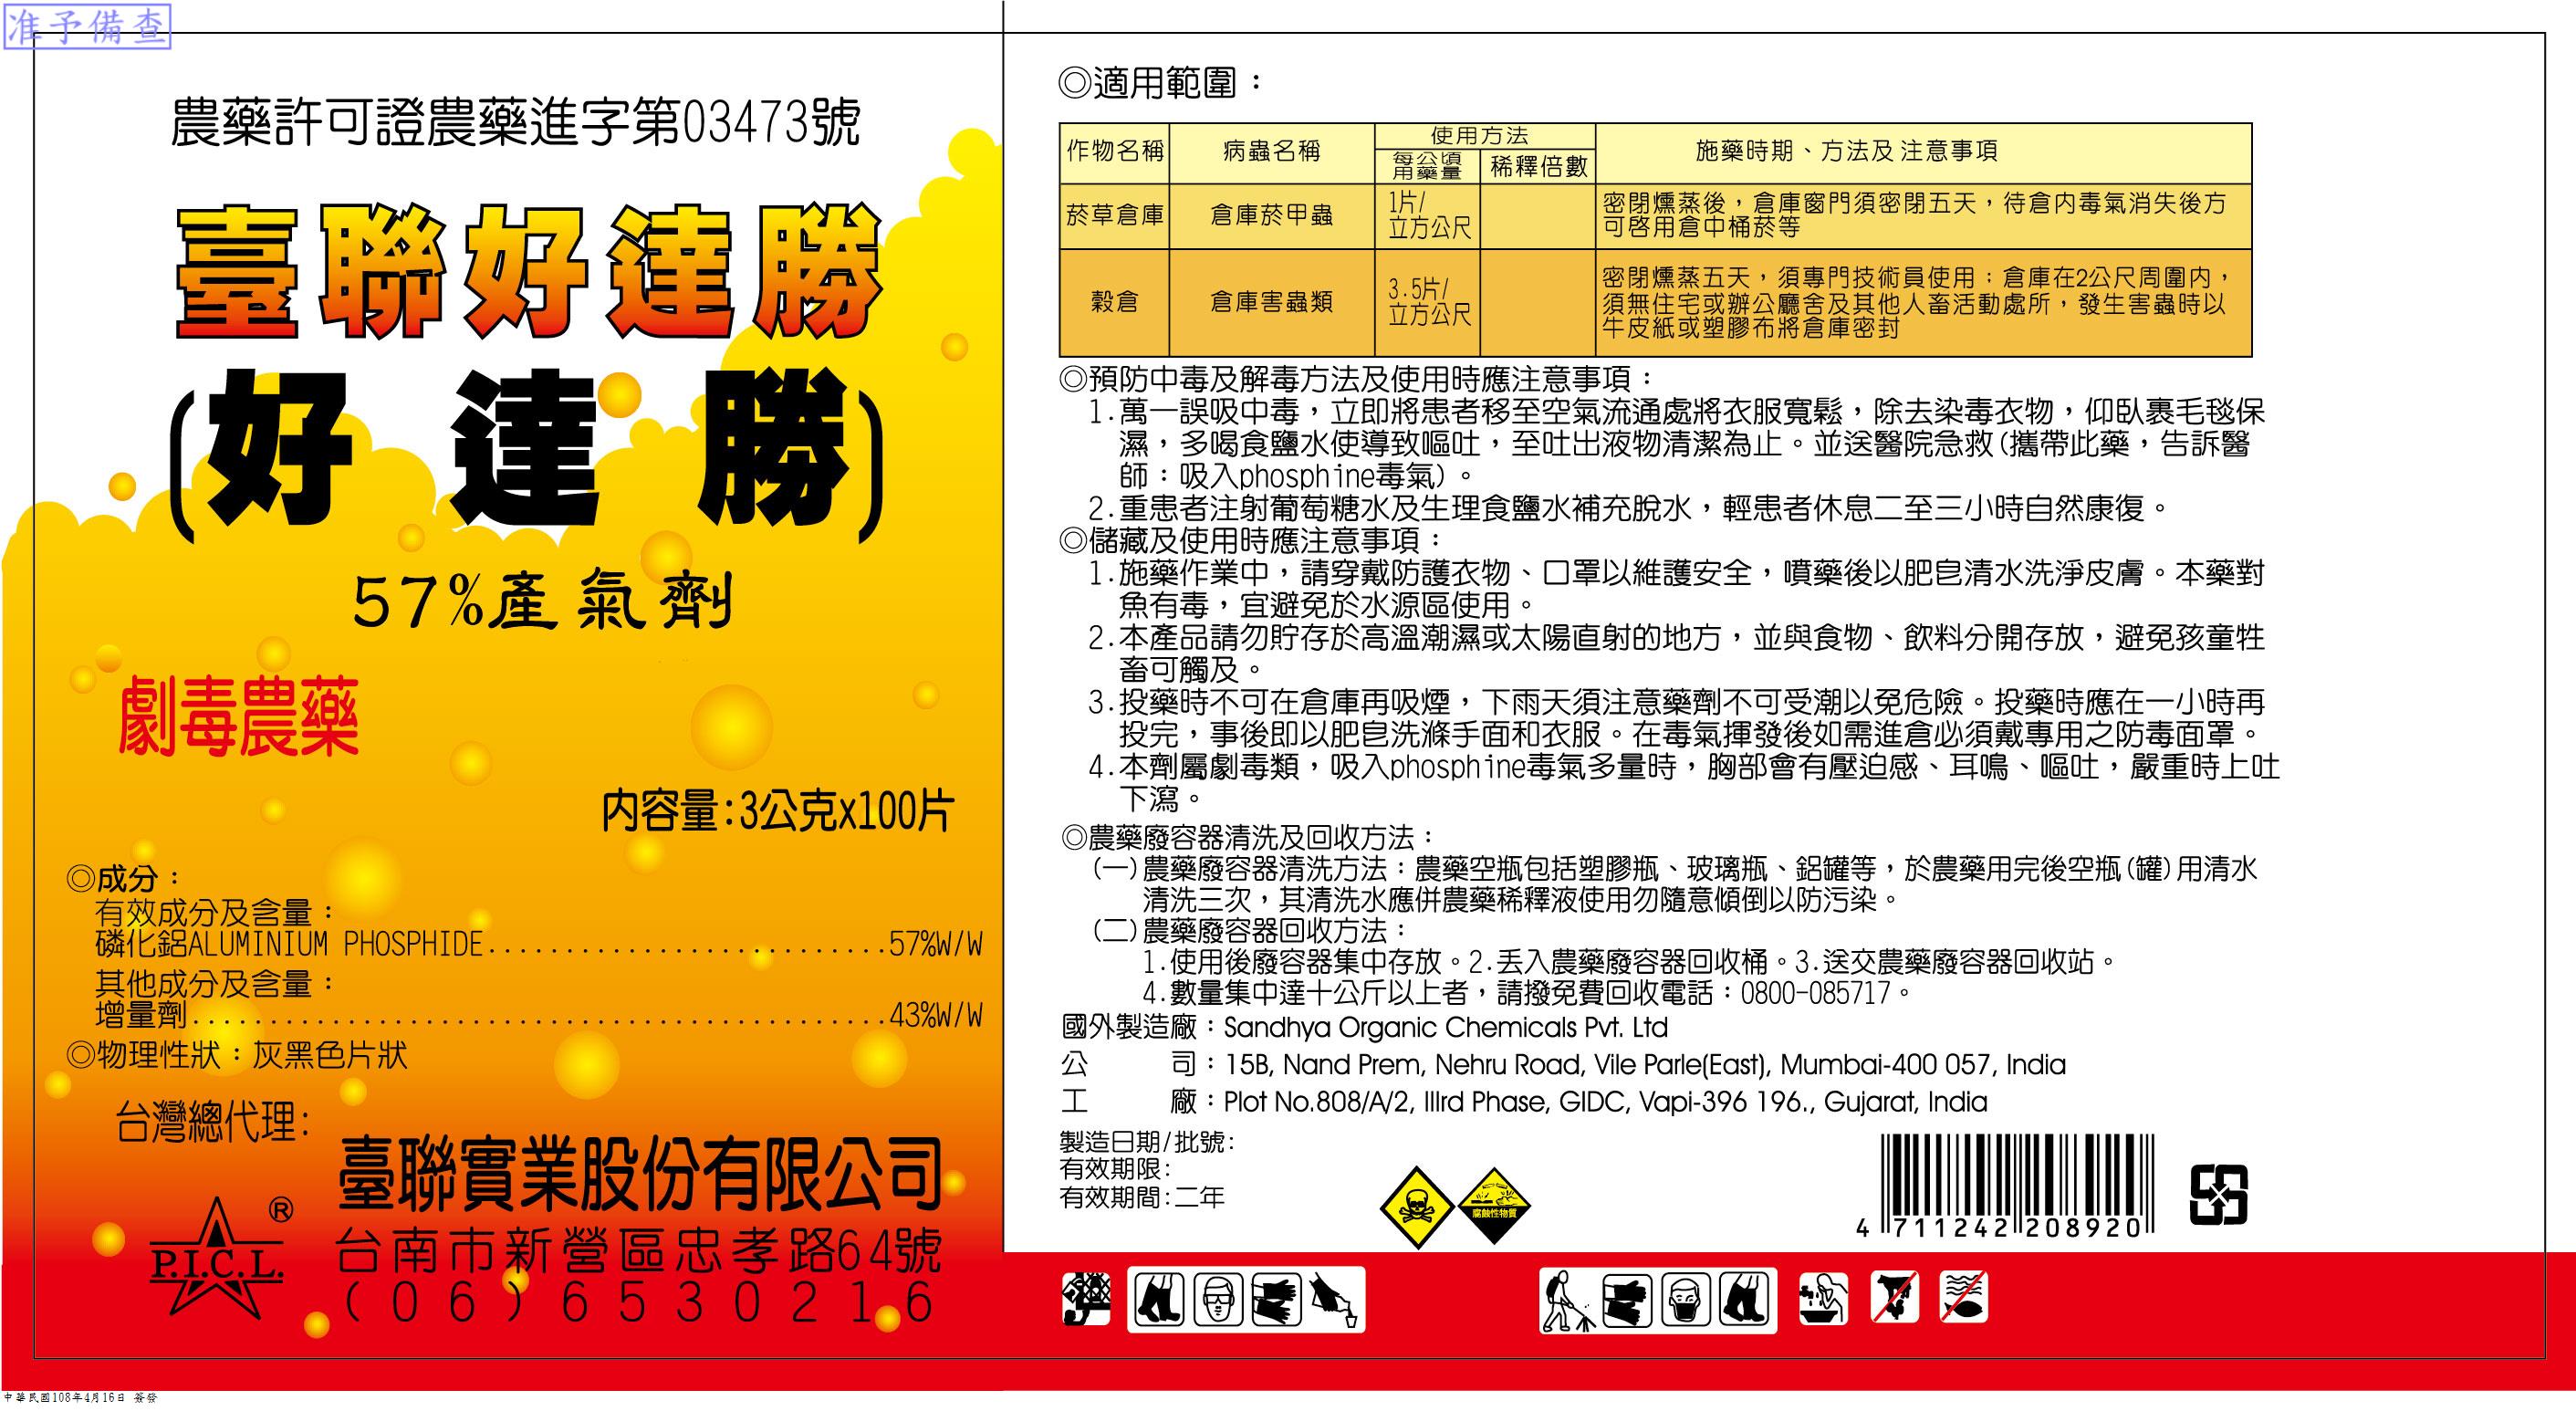 准予備查
農藥許可證農藥進字第03473號
臺聯好達勝
(好達勝)
57%產氣劑
劇毒農藥
內容量:3公克x100片
◎成分：
有效成分及含量：
磷化鋁ALUMINIUM PHOSPHIDE..........................57%W/W
其他成分及含量：
增量劑.............................................43%W/W
◎物理性狀：灰黑色片狀
台灣總代理:
臺聯實業股份有限公司
台南市新營區忠孝路64號
(06)6530216
P.I.C.L.
®
◎適用範圍：
作物名稱 病蟲名稱 使用方法 施藥時期、方法及注意事項
每公頃用藥量 稀釋倍數
菸草倉庫 倉庫菸甲蟲 1片/立方公尺 密閉燻蒸後，倉庫窗門須密閉五天，待倉內毒氣消失後方
可啓用倉中桶菸等
穀倉 倉庫害蟲類 3.5片/立方公尺 密閉燻蒸五天，須專門技術員使用；倉庫在2公尺周圍內，
須無住宅或辦公廳舍及其他人畜活動處所，發生害蟲時以
牛皮紙或塑膠布將倉庫密封
◎預防中毒及解毒方法及使用時應注意事項：
1.萬一誤吸中毒，立即將患者移至空氣流通處將衣服寬鬆，除去染毒衣物，仰臥裹毛毯保
濕，多喝食鹽水使導致嘔吐，至吐出液物清潔為止。並送醫院急救(攜帶此藥，告訴醫
師：吸入phosphine毒氣)。
2.重患者注射葡萄糖水及生理食鹽水補充脫水，輕患者休息二至三小時自然康復。
◎儲藏及使用時應注意事項：
1.施藥作業中，請穿戴防護衣物、口罩以維護安全，噴藥後以肥皂清水洗淨皮膚。本藥對
魚有毒，宜避免於水源區使用。
2.本產品請勿貯存於高溫潮濕或太陽直射的地方，並與食物、飲料分開存放，避免孩童牲
畜可觸及。
3.投藥時不可在倉庫再吸煙，下雨天須注意藥劑不可受潮以免危險。投藥時應在一小時再
投完，事後即以肥皂洗滌手面和衣服。在毒氣揮發後如需進倉必須戴專用之防毒面罩。
4.本劑屬劇毒類，吸入phosphine毒氣多量時，胸部會有壓迫感、耳鳴、嘔吐，嚴重時上吐
下瀉。
◎農藥廢容器清洗及回收方法：
(一)農藥廢容器清洗方法：農藥空瓶包括塑膠瓶、玻璃瓶、鋁罐等，於農藥用完後空瓶(罐)用清水
清洗三次，其清洗水應併農藥稀釋液使用勿隨意傾倒以防污染。
(二)農藥廢容器回收方法：
1.使用後廢容器集中存放。2.丟入農藥廢容器回收桶。3.送交農藥廢容器回收站。
4.數量集中達十公斤以上者，請撥免費回收電話：0800-085717。
國外製造廠：Sandhya Organic Chemicals Pvt. Ltd
公司：15B, Nand Prem, Nehru Road, Vile Parle(East), Mumbai-400 057, India
工廠：Plot No.808/A/2, IIIrd Phase, GIDC, Vapi-396 196., Gujarat, India
製造日期/批號:
有效期限:
有效期間:二年
腐蝕性物質
4 711242 208920
中華民國108年4月16日 簽發